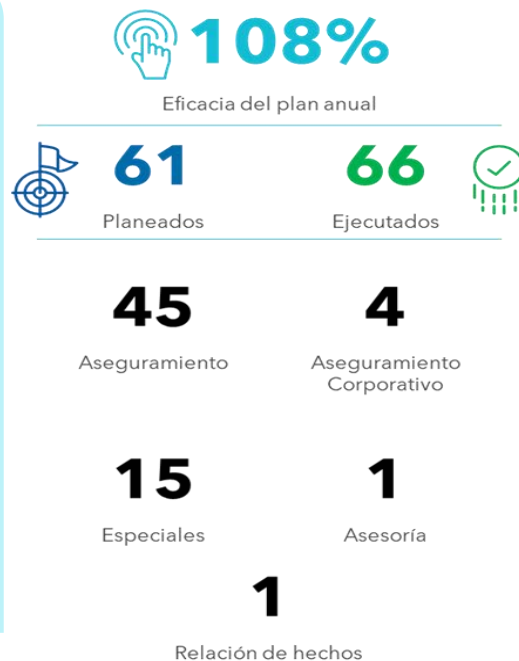 108%
Eficacia del plan anual
61
66
Planeados
Ejecutados
45
4
Aseguramiento
Aseguramiento
Corporativo
15
1
Especiales
Asesoría
1
Relación de hechos